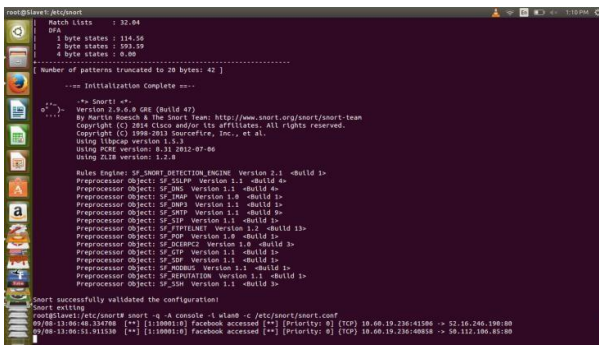 root@Slave1: /etc/snort
1:18 PM
| Match Lists : 32.04
| DFA
| 1 byte states : 114.56
| 2 byte states : 593.59
| 4 byte states : 0.00
+----------------------------------------------------------------
[ Number of patterns truncated to 20 bytes: 42 ]
--== Initialization Complete ==--
,,_ -*> Snort! <*-
o" )~ Version 2.9.6.0 GRE (Build 47)
'''' By Martin Roesch & The Snort Team: http://www.snort.org/snort/snort-team
Copyright (C) 2014 Cisco and/or its affiliates. All rights reserved.
Copyright (C) 1998-2013 Sourcefire, Inc., et al.
Using libpcap version 1.5.3
Using PCRE version: 8.31 2012-07-06
Using ZLIB version: 1.2.8
Rules Engine: SF_SNORT_DETECTION_ENGINE Version 2.1 <Build 1>
Preprocessor Object: SF_SSLPP Version 1.1 <Build 4>
Preprocessor Object: SF_DNS Version 1.1 <Build 4>
Preprocessor Object: SF_IMAP Version 1.0 <Build 1>
Preprocessor Object: SF_DNP3 Version 1.1 <Build 1>
Preprocessor Object: SF_SMTP Version 1.1 <Build 9>
Preprocessor Object: SF_SIP Version 1.1 <Build 1>
Preprocessor Object: SF_FTPTELNET Version 1.2 <Build 13>
Preprocessor Object: SF_POP Version 1.0 <Build 1>
Preprocessor Object: SF_DCERPC2 Version 1.0 <Build 3>
Preprocessor Object: SF_GTP Version 1.1 <Build 1>
Preprocessor Object: SF_SDF Version 1.1 <Build 1>
Preprocessor Object: SF_MODBUS Version 1.1 <Build 1>
Preprocessor Object: SF_REPUTATION Version 1.1 <Build 1>
Preprocessor Object: SF_SSH Version 1.1 <Build 3>
Snort successfully validated the configuration!
Snort exiting
root@Slave1:/etc/snort# snort -q -A console -i wlan0 -c /etc/snort/snort.conf
09/08-13:06:48.334708 [**] [1:10001:0] facebook accessed [**] [Priority: 0] {TCP} 10.60.19.236:41506 -> 52.16.246.190:80
09/08-13:06:51.911530 [**] [1:10001:0] facebook accessed [**] [Priority: 0] {TCP} 10.60.19.236:40858 -> 50.112.106.85:80